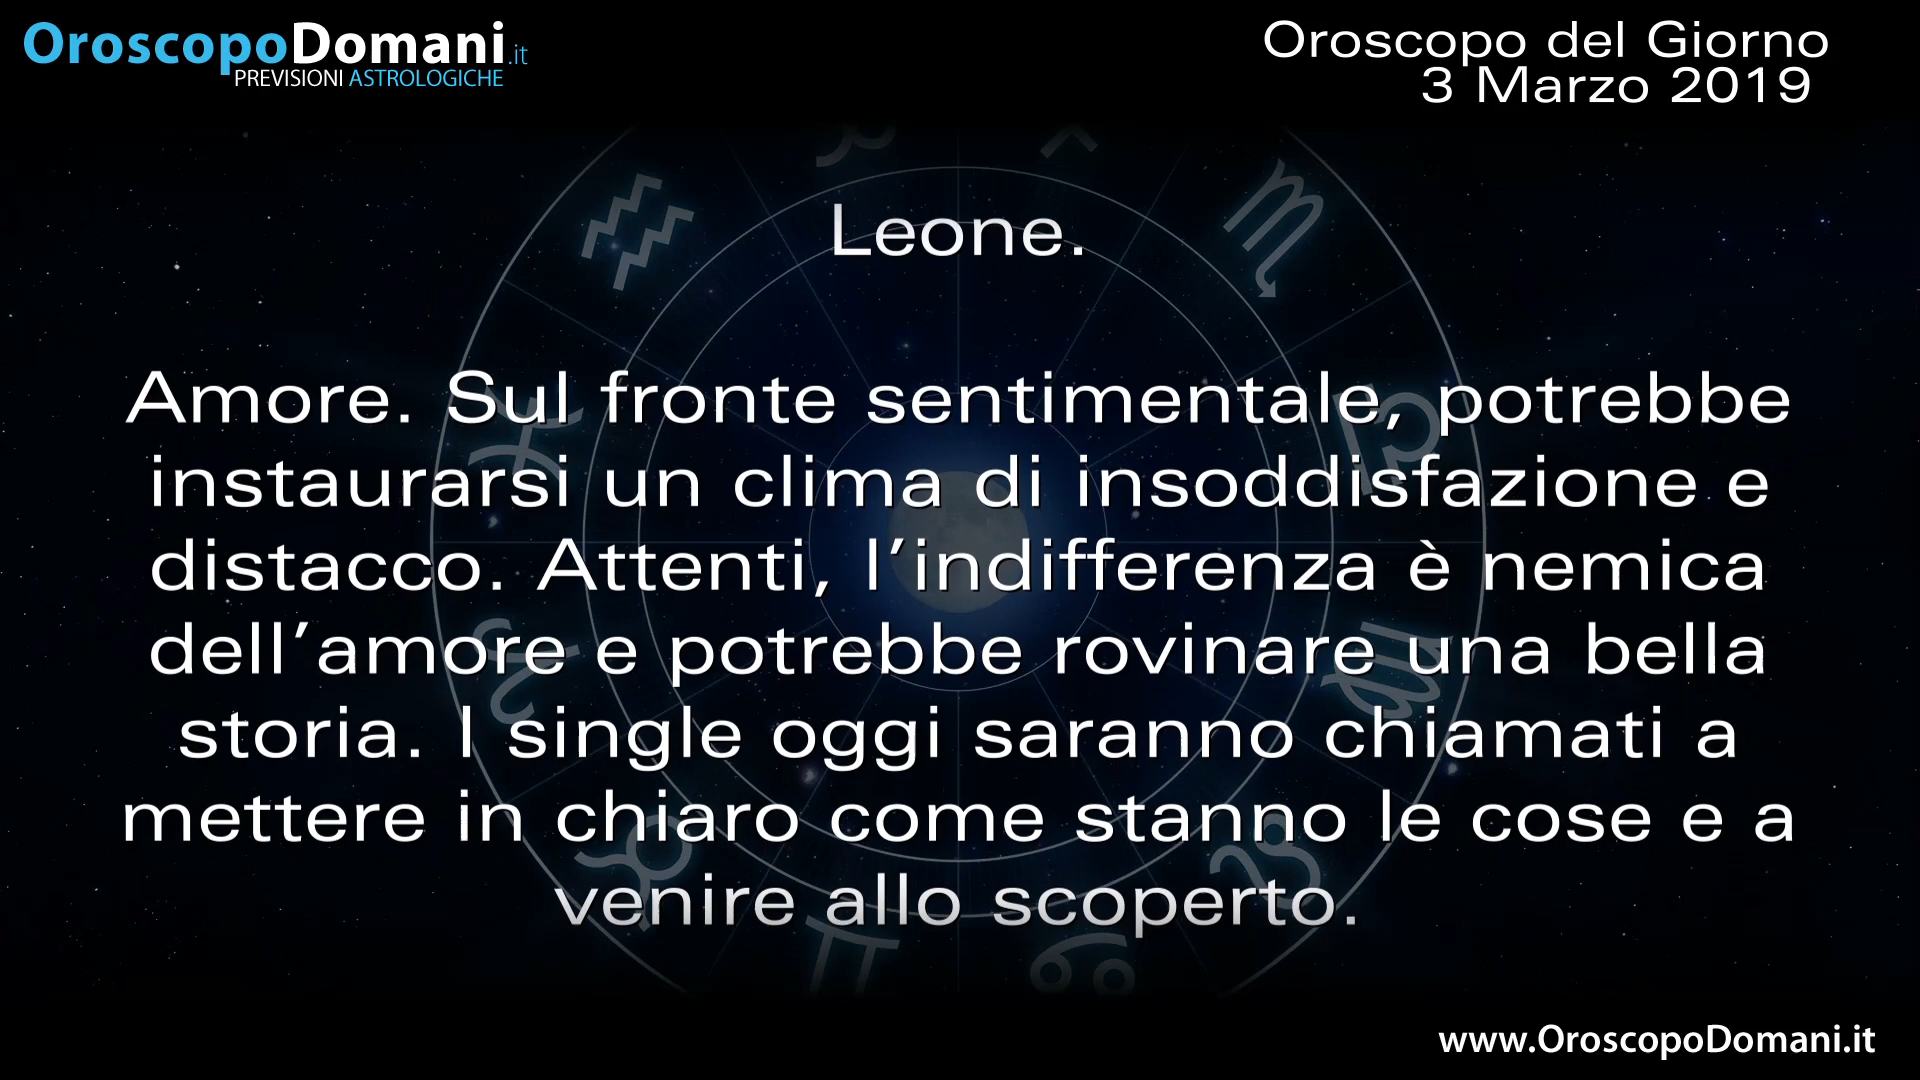 OroscopoDomani.it
PREVISIONI ASTROLOGICHE
Oroscopo del Giorno
3 Marzo 2019
Leone.
Amore. Sul fronte sentimentale, potrebbe
instaurarsi un clima di insoddisfazione e
distacco. Attenti, l’indifferenza è nemica
dell’amore e potrebbe rovinare una bella
storia. I single oggi saranno chiamati a
mettere in chiaro come stanno le cose e a
venire allo scoperto.
www.OroscopoDomani.it